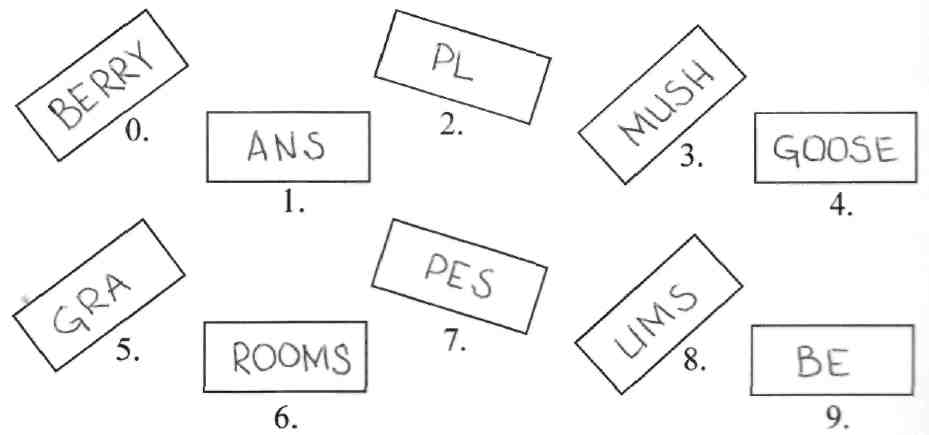 BERRY
0.
ANS
1.
PL
2.
MUSH
3.
GOOSE
4.
GRA
5.
ROOMS
6.
PES
7.
UMS
8.
BE
9.